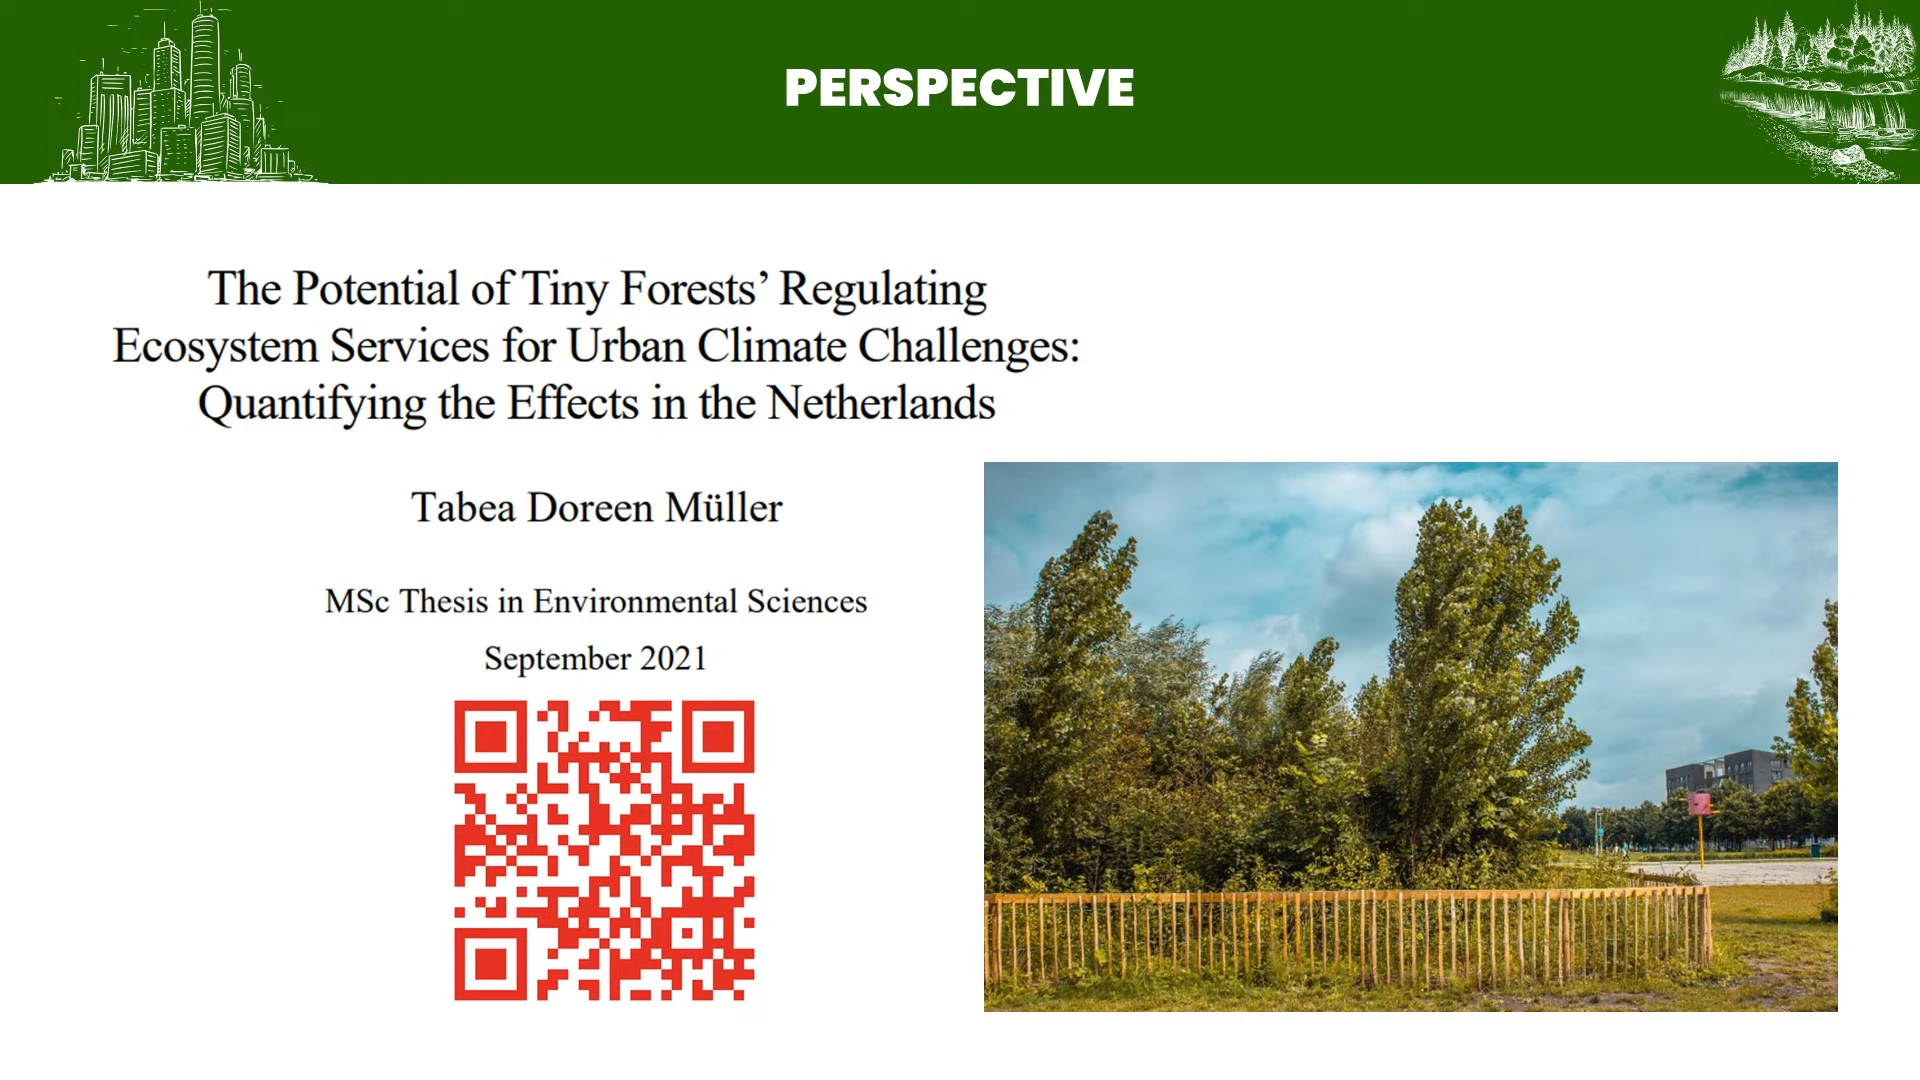 PERSPECTIVE
The Potential of Tiny Forests’ Regulating
Ecosystem Services for Urban Climate Challenges:
Quantifying the Effects in the Netherlands
Tabea Doreen Müller
MSc Thesis in Environmental Sciences
September 2021